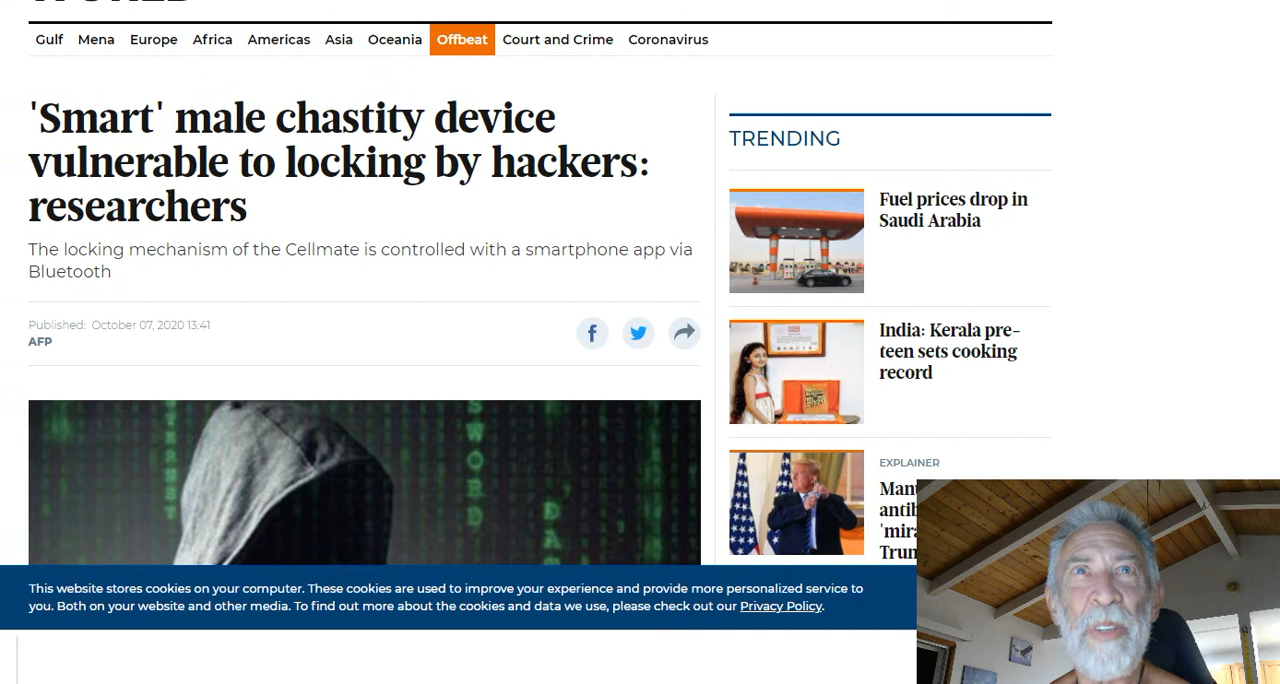 Gulf Mena Europe Africa Americas Asia Oceania Offbeat Court and Crime Coronavirus
'Smart' male chastity device
vulnerable to locking by hackers:
researchers
The locking mechanism of the Cellmate is controlled with a smartphone app via
Bluetooth
Published: October 07, 2020 13:41
AFP
TRENDING
Fuel prices drop in
Saudi Arabia
India: Kerala pre-
teen sets cooking
record
EXPLAINER
This website stores cookies on your computer. These cookies are used to improve your experience and provide more personalized service to
you. Both on your website and other media. To find out more about the cookies and data we use, please check out our Privacy Policy.